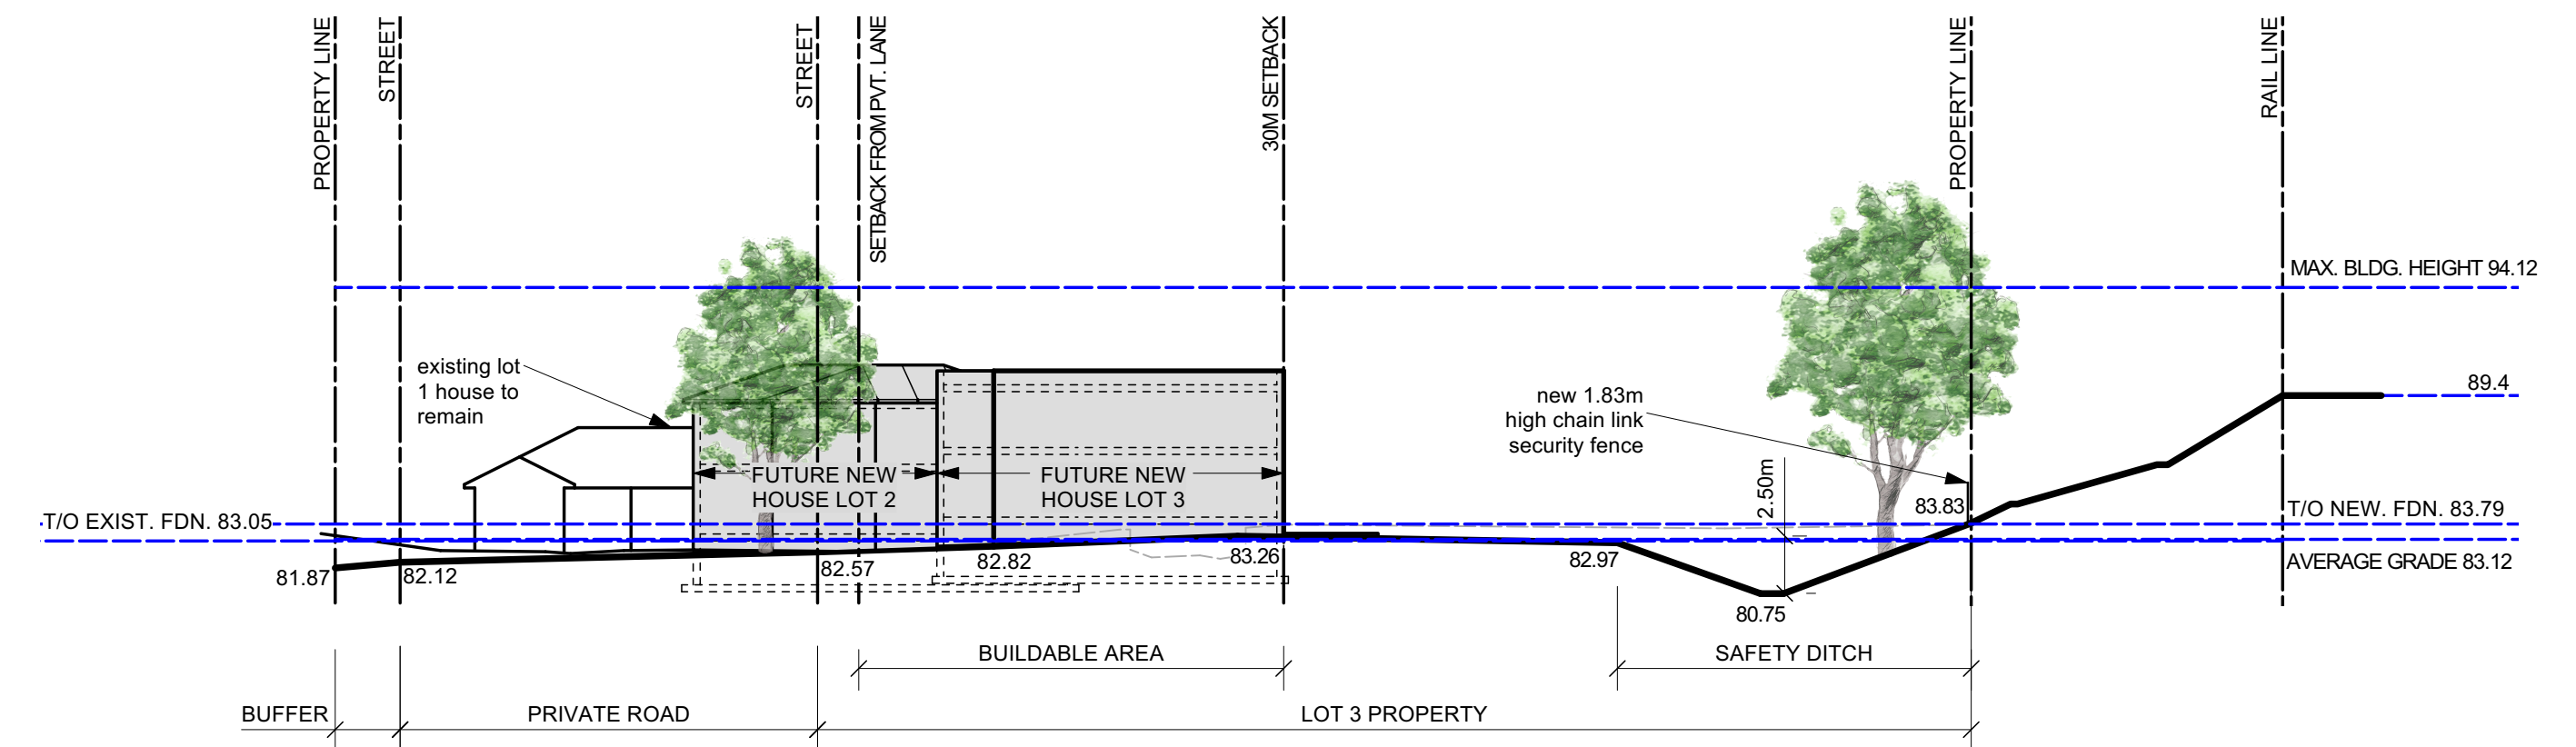 PROPERTY LINE
STREET
STREET
SETBACK FROM PVT. LANE
30M SETBACK
PROPERTY LINE
RAIL LINE
MAX. BLDG. HEIGHT 94.12
existing lot
1 house to
remain
89.4
new 1.83m
high chain link
security fence
FUTURE NEW
HOUSE LOT 2
FUTURE NEW
HOUSE LOT 3
2.50m
83.83
T/O EXIST. FDN. 83.05
T/O NEW. FDN. 83.79
81.87
82.12
82.57
82.82
83.26
82.97
AVERAGE GRADE 83.12
80.75
BUILDABLE AREA
SAFETY DITCH
BUFFER
PRIVATE ROAD
LOT 3 PROPERTY